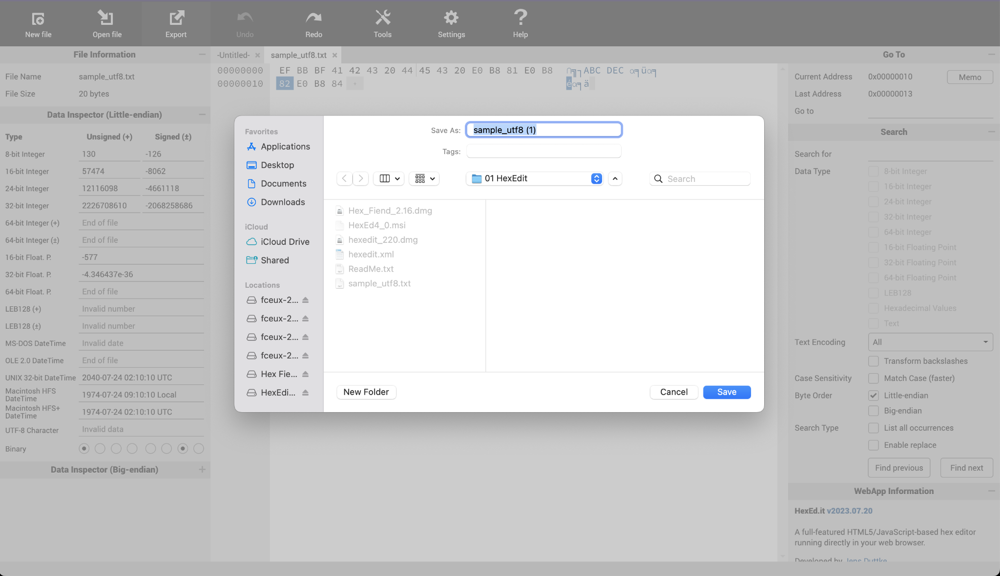 New file
Open file
Export
Undo
Redo
Tools
Settings
Help
File Information
File Name sample_utf8.txt
File Size 20 bytes
Data Inspector (Little-endian)
Type Unsigned (+) Signed (±)
8-bit Integer 130 -126
16-bit Integer 57474 -8062
24-bit Integer 12116098 -4661118
32-bit Integer 2226708610 -2068258686
64-bit Integer (+) End of file
64-bit Integer (±) End of file
16-bit Float. P. -577
32-bit Float. P. -4.346437e-36
64-bit Float. P. End of file
LEB128 (+) Invalid number
LEB128 (±) Invalid number
MS-DOS DateTime Invalid date
OLE 2.0 DateTime End of file
UNIX 32-bit DateTime 2040-07-24 02:10:10 UTC
Macintosh HFS
DateTime 1974-07-24 09:10:10 Local
Macintosh HFS+
DateTime 1974-07-24 02:10:10 UTC
UTF-8 Character Invalid data
Binary
Data Inspector (Big-endian)
-Untitled-
sample_utf8.txt
00000000 EF BB BF 41 42 43 20 44 45 43 20 E0 B8 81 E0 B8 ∩╗┐ABC DEC α╕üα╕
00000010 82 E0 B8 84 éα╕ä
Favorites
Applications
Desktop
Documents
Downloads
iCloud
iCloud Drive
Shared
Locations
fceux-2...
fceux-2...
fceux-2...
fceux-2...
Hex Fie...
HexEdi...
Save As: sample_utf8 (1)
Tags:
01 HexEdit
Search
Hex_Fiend_2.16.dmg
HexEd4_0.msi
hexedit_220.dmg
hexedit.xml
ReadMe.txt
sample_utf8.txt
New Folder
Cancel
Save
Go To
Current Address 0x00000010 Memo
Last Address 0x00000013
Go to
Search
Search for
Data Type 8-bit Integer
16-bit Integer
24-bit Integer
32-bit Integer
64-bit Integer
16-bit Floating Point
32-bit Floating Point
64-bit Floating Point
LEB128
Hexadecimal Values
Text
Text Encoding All
Transform backslashes
Case Sensitivity Match Case (faster)
Byte Order Little-endian
Big-endian
Search Type List all occurrences
Enable replace
Find previous
Find next
WebApp Information
HexEd.it v2023.07.20
A full-featured HTML5/JavaScript-based hex editor
running directly in your web browser.
Developed by Jens Duttke